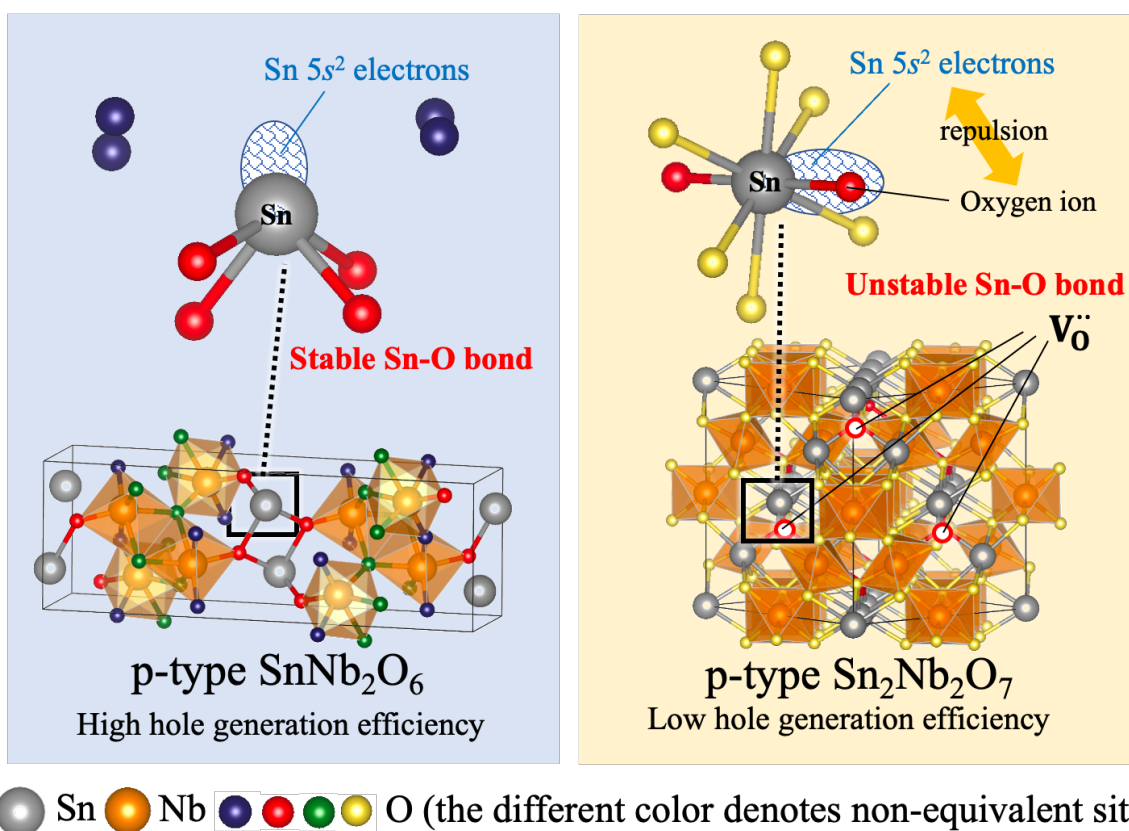 Sn 5s² electrons
Sn
Stable Sn-O bond
p-type SnNb₂O₆
High hole generation efficiency
Sn 5s² electrons
repulsion
Sn
Oxygen ion
Unstable Sn-O bond
V_O^¨
p-type Sn₂Nb₂O₇
Low hole generation efficiency
Sn Nb O (the different color denotes non-equivalent sit